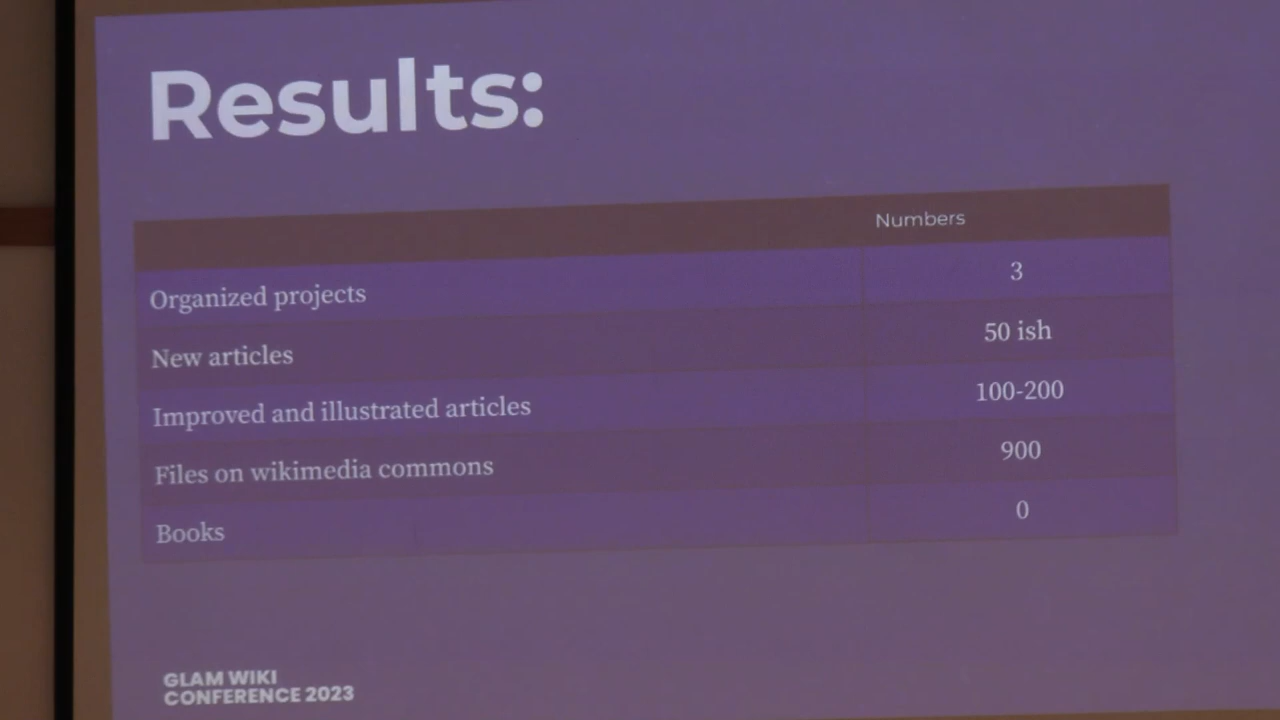 Results:
Numbers
Organized projects 3
New articles 50 ish
Improved and illustrated articles 100-200
Files on wikimedia commons 900
Books 0
GLAM WIKI
CONFERENCE 2023